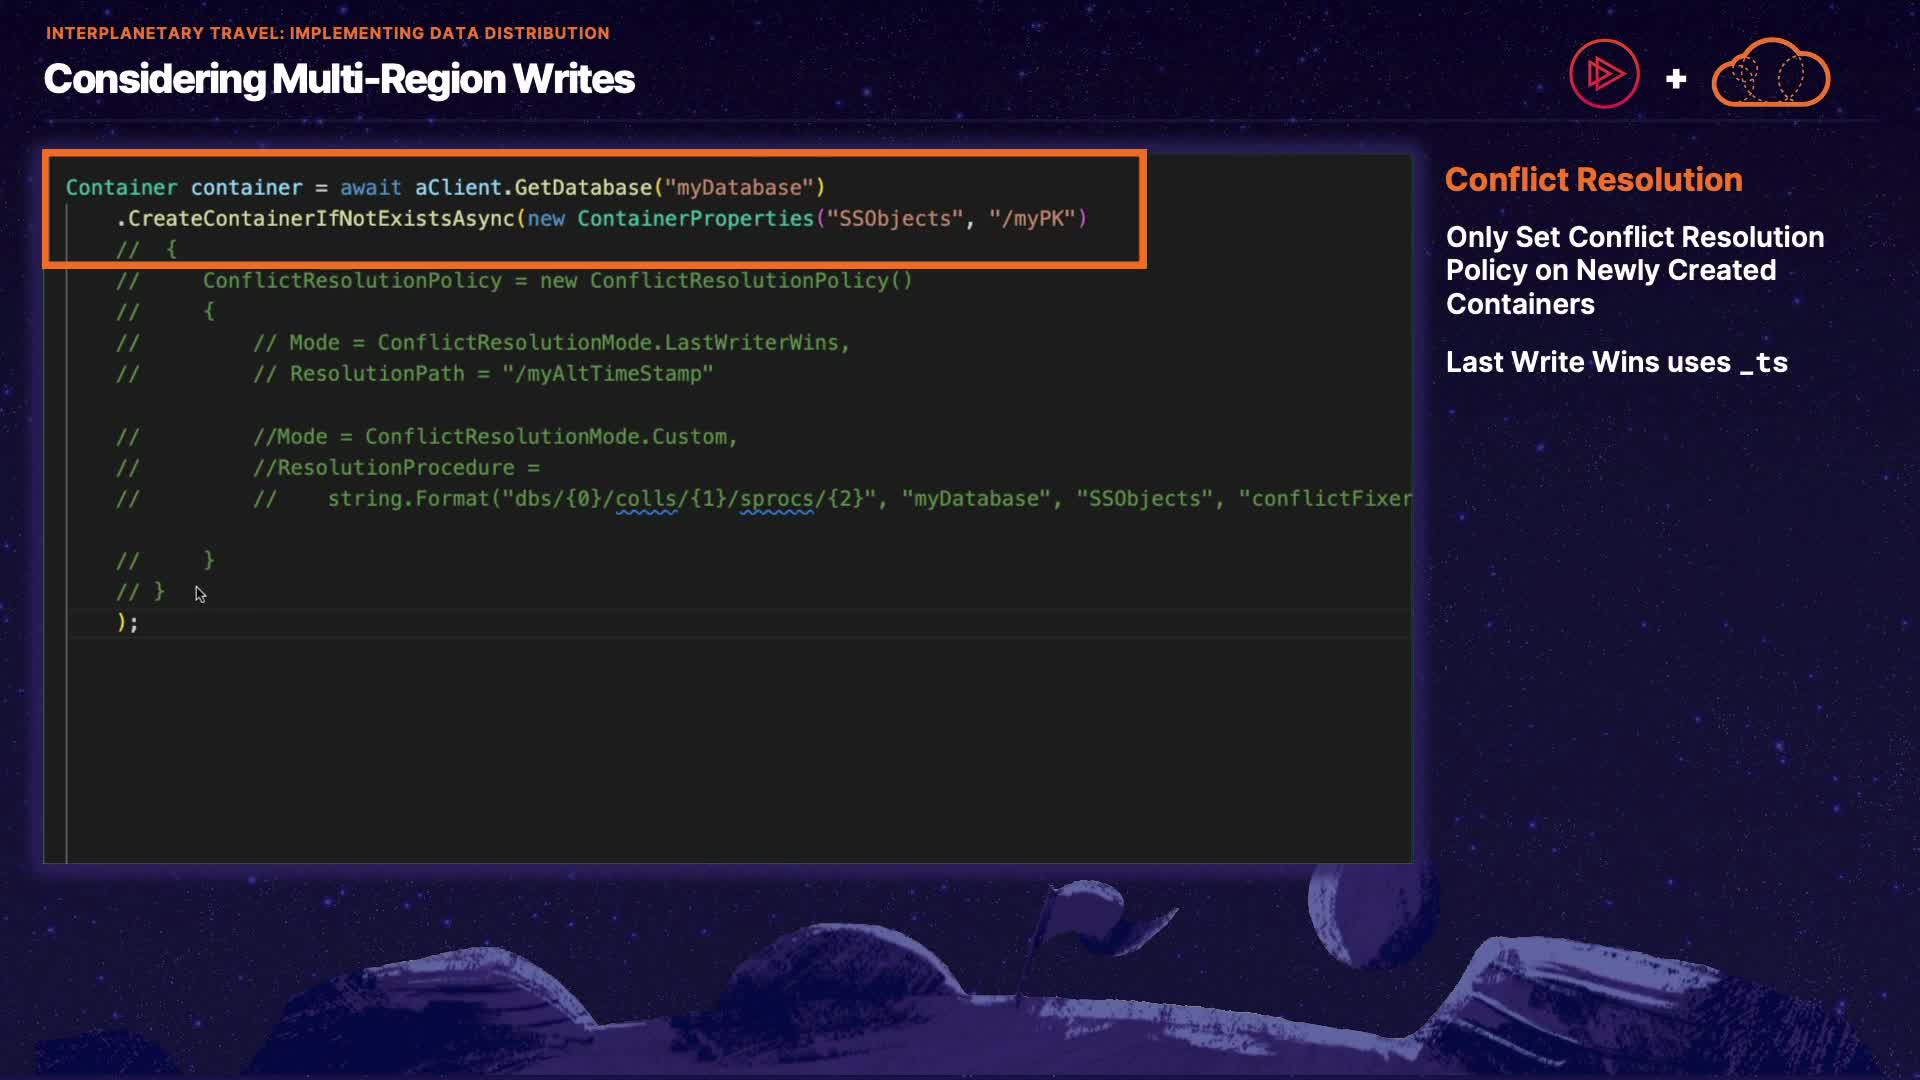 INTERPLANETARY TRAVEL: IMPLEMENTING DATA DISTRIBUTION
Considering Multi-Region Writes
+
Container container = await aClient.GetDatabase("myDatabase")
.CreateContainerIfNotExistsAsync(new ContainerProperties("SSObjects", "/myPK")
// {
// ConflictResolutionPolicy = new ConflictResolutionPolicy()
// {
// // Mode = ConflictResolutionMode.LastWriterWins,
// // ResolutionPath = "/myAltTimeStamp"
// //Mode = ConflictResolutionMode.Custom,
// //ResolutionProcedure =
// // string.Format("dbs/{0}/colls/{1}/sprocs/{2}", "myDatabase", "SSObjects", "conflictFixer
// }
// }
);
Conflict Resolution
Only Set Conflict Resolution
Policy on Newly Created
Containers
Last Write Wins uses _ts